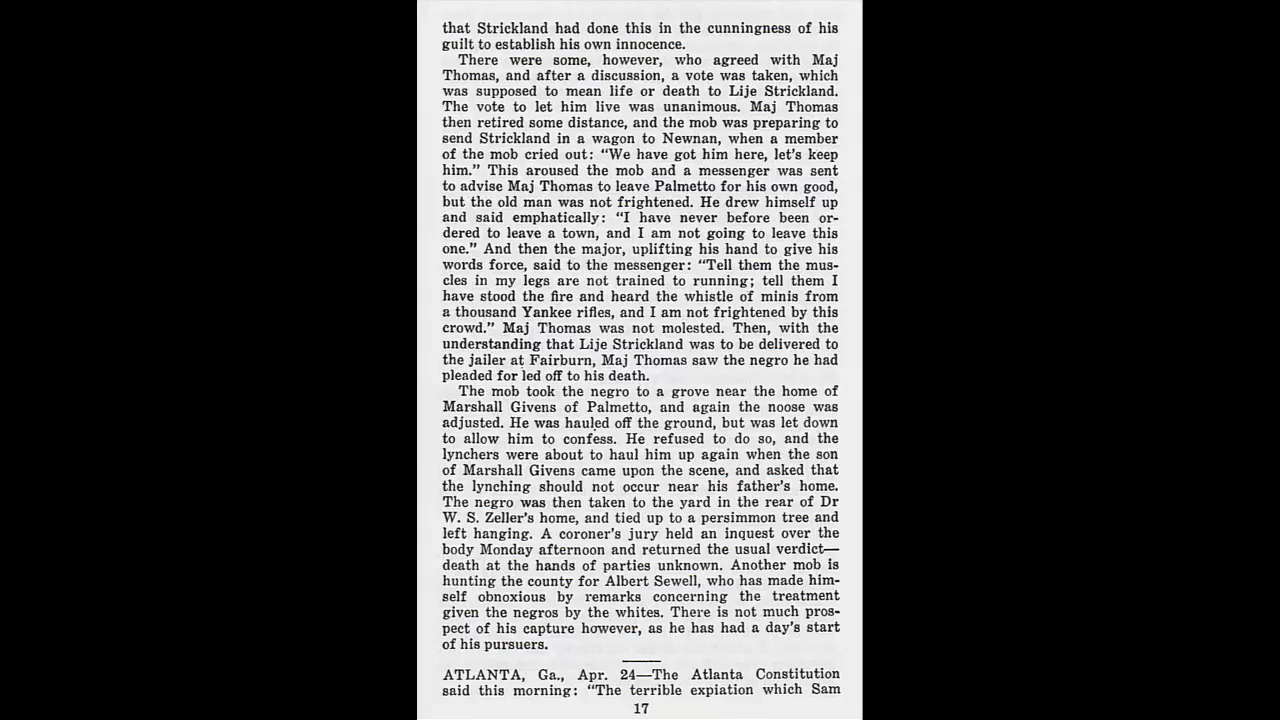 that Strickland had done this in the cunningness of his
guilt to establish his own innocence.
There were some, however, who agreed with Maj
Thomas, and after a discussion, a vote was taken, which
was supposed to mean life or death to Lije Strickland.
The vote to let him live was unanimous. Maj Thomas
then retired some distance, and the mob was preparing to
send Strickland in a wagon to Newnan, when a member
of the mob cried out: “We have got him here, let’s keep
him.” This aroused the mob and a messenger was sent
to advise Maj Thomas to leave Palmetto for his own good,
but the old man was not frightened. He drew himself up
and said emphatically: “I have never before been or-
dered to leave a town, and I am not going to leave this
one.” And then the major, uplifting his hand to give his
words force, said to the messenger: “Tell them the mus-
cles in my legs are not trained to running; tell them I
have stood the fire and heard the whistle of minis from
a thousand Yankee rifles, and I am not frightened by this
crowd.” Maj Thomas was not molested. Then, with the
understanding that Lije Strickland was to be delivered to
the jailer at Fairburn, Maj Thomas saw the negro he had
pleaded for led off to his death.
The mob took the negro to a grove near the home of
Marshall Givens of Palmetto, and again the noose was
adjusted. He was hauled off the ground, but was let down
to allow him to confess. He refused to do so, and the
lynchers were about to haul him up again when the son
of Marshall Givens came upon the scene, and asked that
the lynching should not occur near his father’s home.
The negro was then taken to the yard in the rear of Dr
W. S. Zeller’s home, and tied up to a persimmon tree and
left hanging. A coroner’s jury held an inquest over the
body Monday afternoon and returned the usual verdict—
death at the hands of parties unknown. Another mob is
hunting the county for Albert Sewell, who has made him-
self obnoxious by remarks concerning the treatment
given the negros by the whites. There is not much pros-
pect of his capture however, as he has had a day’s start
of his pursuers.
ATLANTA, Ga., Apr. 24—The Atlanta Constitution
said this morning: “The terrible expiation which Sam
17